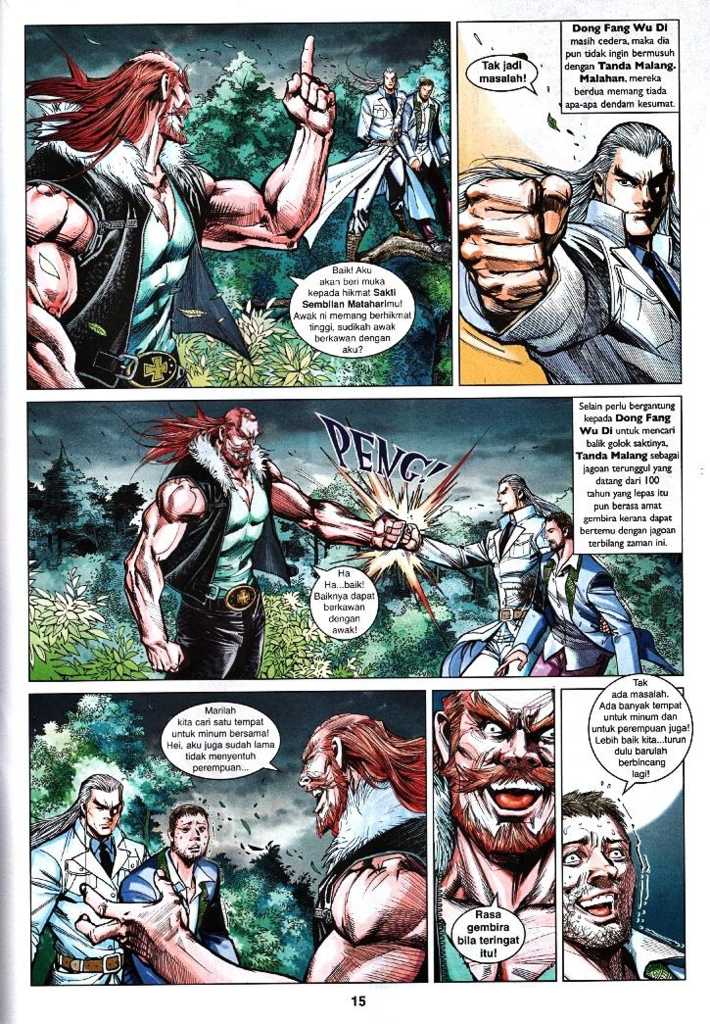 Baik! Aku
akan beri muka
kepada hikmat Sakti
Sembilan Mataharimu!
Awak ni memang berhikmat
tinggi, sudikah awak
berkawan dengan
aku?
Tak jadi
masalah!
Dong Fang Wu Di
masih cedera, maka dia
pun tidak ingin bermusuh
dengan Tanda Malang.
Malahan, mereka
berdua memang tiada
apa-apa dendam kesumat.
PENG!
Ha
Ha...baik!
Baiknya dapat
berkawan
dengan
awak!
Selain perlu bergantung
kepada Dong Fang
Wu Di untuk mencari
balik golok saktinya,
Tanda Malang sebagai
jagoan terunggul yang
datang dari 100
tahun yang lepas itu
pun berasa amat
gembira kerana dapat
bertemu dengan jagoan
terbilang zaman ini.
Marilah
kita cari satu tempat
untuk minum bersama!
Hei, aku juga sudah lama
tidak menyentuh
perempuan...
Rasa
gembira
bila teringat
itu!
Tak
ada masalah.
Ada banyak tempat
untuk minum dan
untuk perempuan juga!
Lebih baik kita...turun
dulu barulah
berbincang
lagi!
15